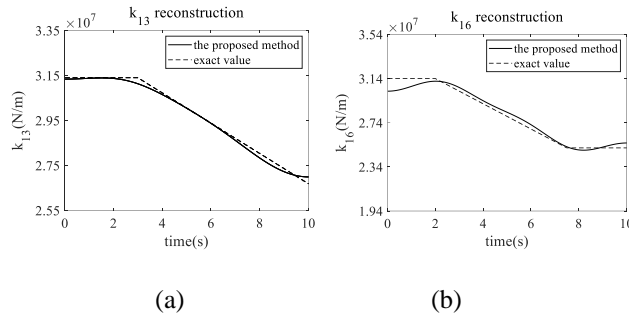 k13 reconstruction
×10^7
3.35
3.15
2.95
2.75
2.55
k13(N/m)
the proposed method
exact value
0 2 4 6 8 10
time(s)
(a)
k16 reconstruction
×10^7
3.54
3.14
2.74
2.34
1.94
k16(N/m)
the proposed method
exact value
0 2 4 6 8 10
time(s)
(b)